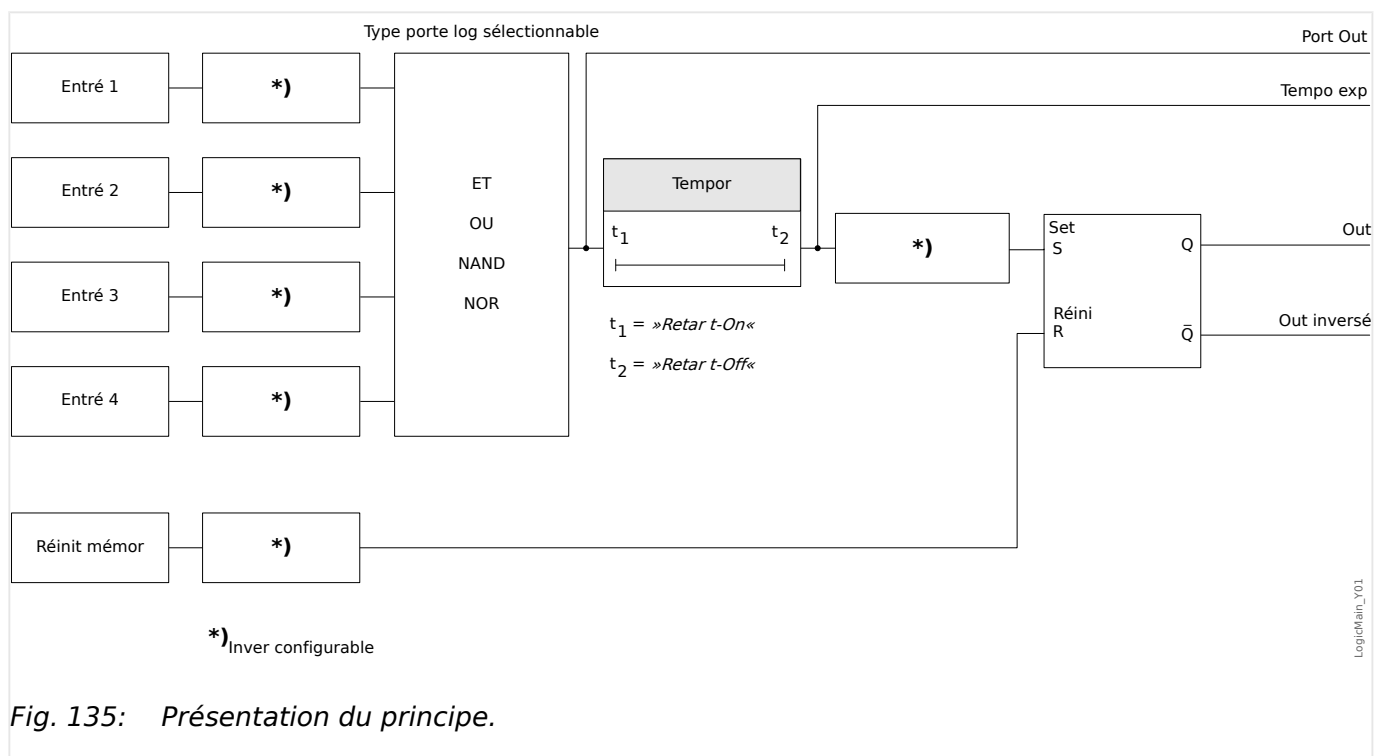 Type porte log sélectionnable
Port Out
Entré 1
*)
Tempo exp
Entré 2
*)
ET
OU
NAND
NOR
Tempor
t1
t2
*)
Set
S
Q
Out
Entré 3
*)
Réini
R
Q̅
Out inversé
t1 = »Retar t-On«
t2 = »Retar t-Off«
Entré 4
*)
Réinit mémor
*)
*)Inver configurable
LogicMain_Y01
Fig. 135: Présentation du principe.